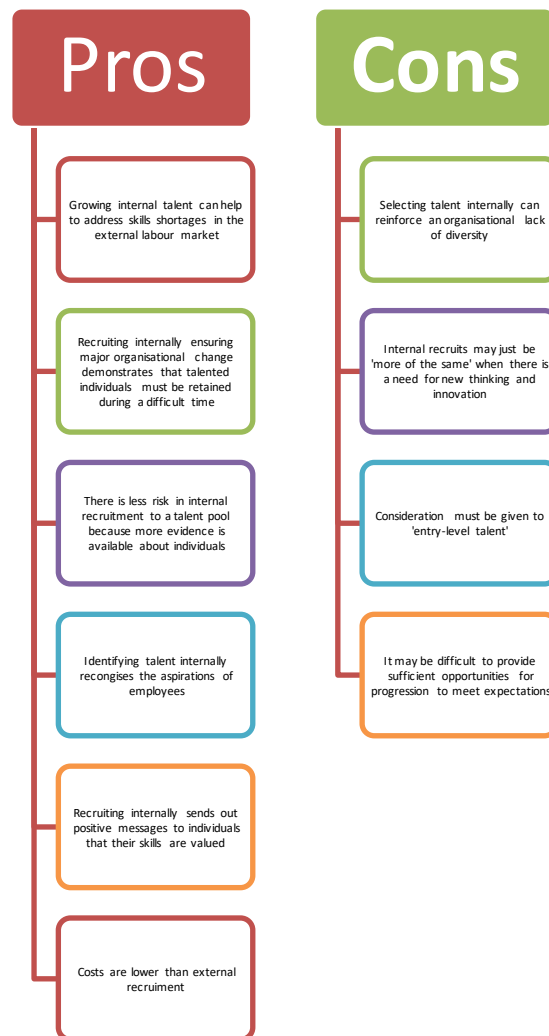 Pros
Growing internal talent can help
to address skills shortages in the
external labour market
Recruiting internally ensuring
major organisational change
demonstrates that talented
individuals must be retained
during a difficult time
There is less risk in internal
recruitment to a talent pool
because more evidence is
available about individuals
Identifying talent internally
recongises the aspirations of
employees
Recruiting internally sends out
positive messages to individuals
that their skills are valued
Costs are lower than external
recruiment
Cons
Selecting talent internally can
reinforce an organisational lack
of diversity
Internal recruits may just be
'more of the same' when there is
a need for new thinking and
innovation
Consideration must be given to
'entry-level talent'
It may be difficult to provide
sufficient opportunities for
progression to meet expectations